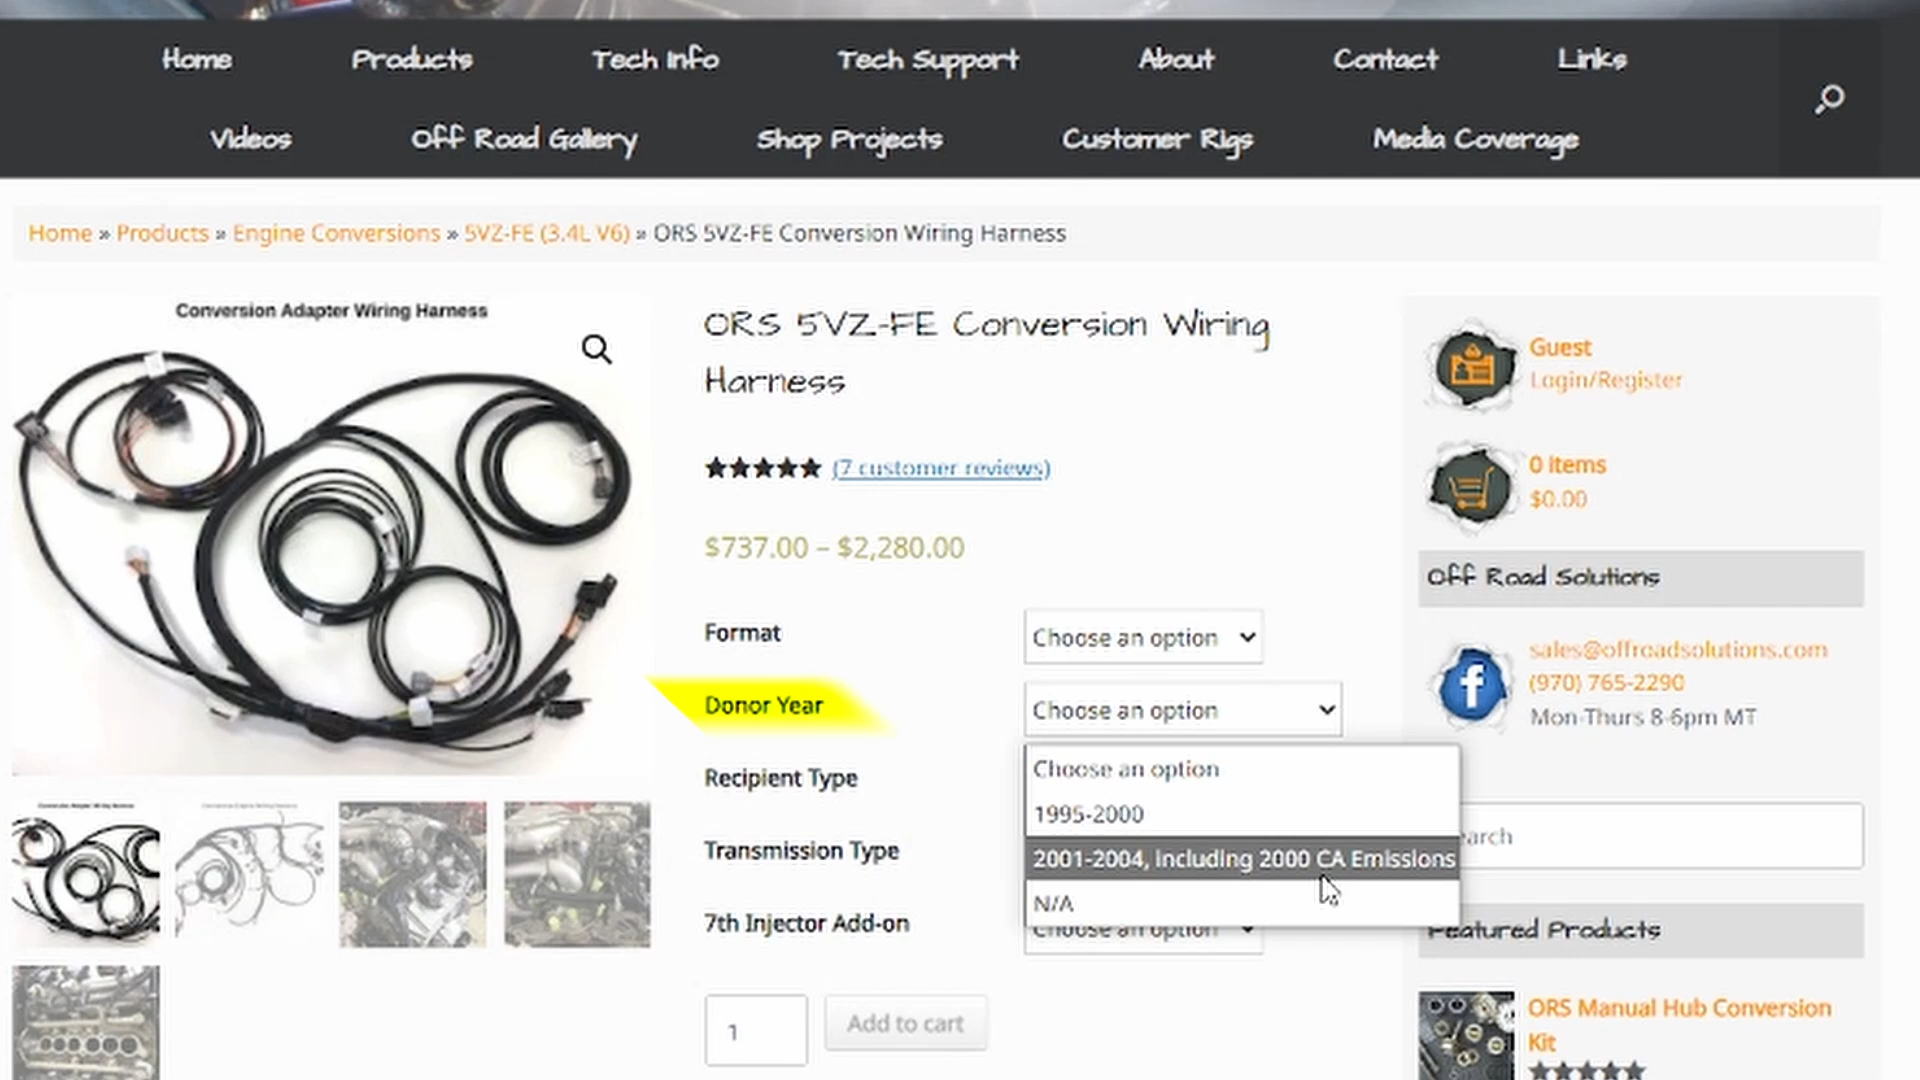 Home Products Tech Info Tech Support About Contact Links
Videos Off Road Gallery Shop Projects Customer Rigs Media Coverage
Home » Products » Engine Conversions » 5VZ-FE (3.4L V6) » ORS 5VZ-FE Conversion Wiring Harness
Conversion Adapter Wiring Harness
ORS 5VZ-FE Conversion Wiring
Harness
(7 customer reviews)
$737.00 – $2,280.00
Format
Choose an option
Donor Year
Choose an option
Choose an option
1995-2000
2001-2004, including 2000 CA Emissions
N/A
Recipient Type
Transmission Type
7th Injector Add-on
Choose an option
1
Add to cart
Guest
Login/Register
0 items
$0.00
Off Road Solutions
sales@offroadsolutions.com
(970) 765-2290
Mon-Thurs 8-6pm MT
earch
Featured Products
ORS Manual Hub Conversion
Kit